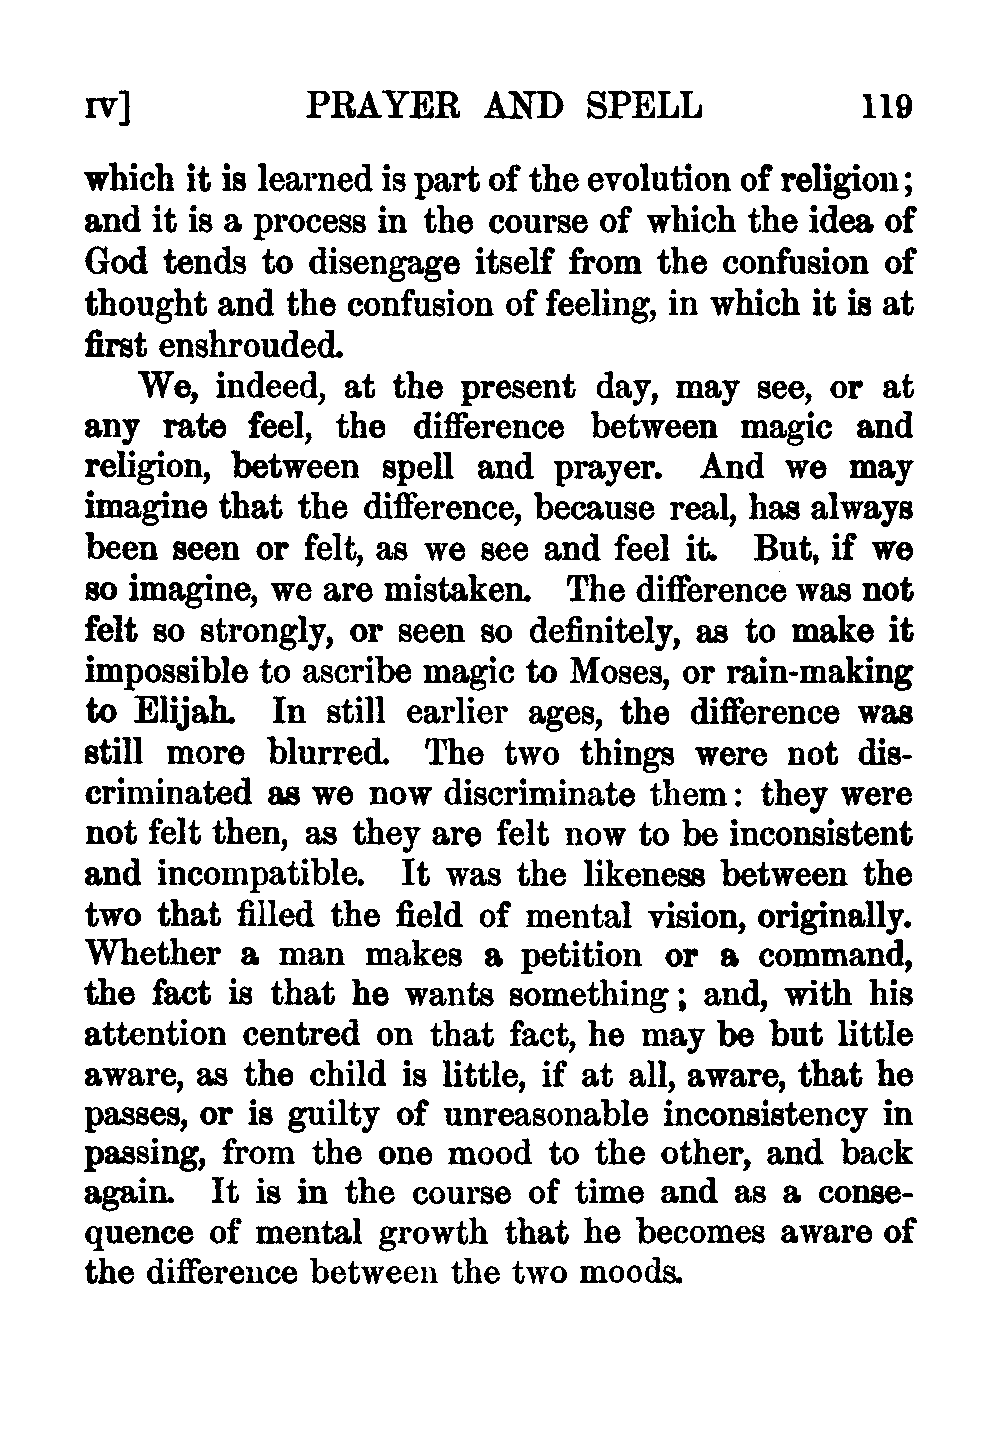 IV] PRAYER AND SPELL 119
which it is learned is part of the evolution of religion;
and it is a process in the course of which the idea of
God tends to disengage itself from the confusion of
thought and the confusion of feeling, in which it is at
first enshrouded.
We, indeed, at the present day, may see, or at
any rate feel, the difference between magic and
religion, between spell and prayer. And we may
imagine that the difference, because real, has always
been seen or felt, as we see and feel it. But, if we
so imagine, we are mistaken. The difference was not
felt so strongly, or seen so definitely, as to make it
impossible to ascribe magic to Moses, or rain-making
to Elijah. In still earlier ages, the difference was
still more blurred. The two things were not dis-
criminated as we now discriminate them: they were
not felt then, as they are felt now to be inconsistent
and incompatible. It was the likeness between the
two that filled the field of mental vision, originally.
Whether a man makes a petition or a command,
the fact is that he wants something; and, with his
attention centred on that fact, he may be but little
aware, as the child is little, if at all, aware, that he
passes, or is guilty of unreasonable inconsistency in
passing, from the one mood to the other, and back
again. It is in the course of time and as a conse-
quence of mental growth that he becomes aware of
the difference between the two moods.